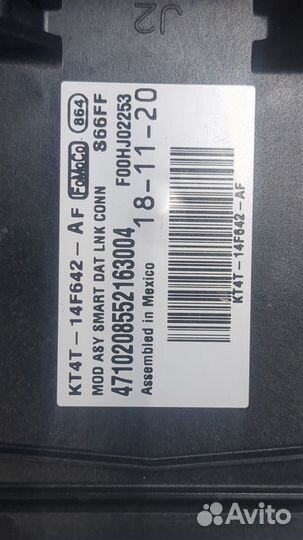 J2
KT4T-14F642-AF FoMoCo 864
MOD ASY SMART DAT LNK CONN 866FF
4710208552163004 F00HJ02253
Assembled in Mexico 18-11-20
KT4T-14F642-AF
Avito